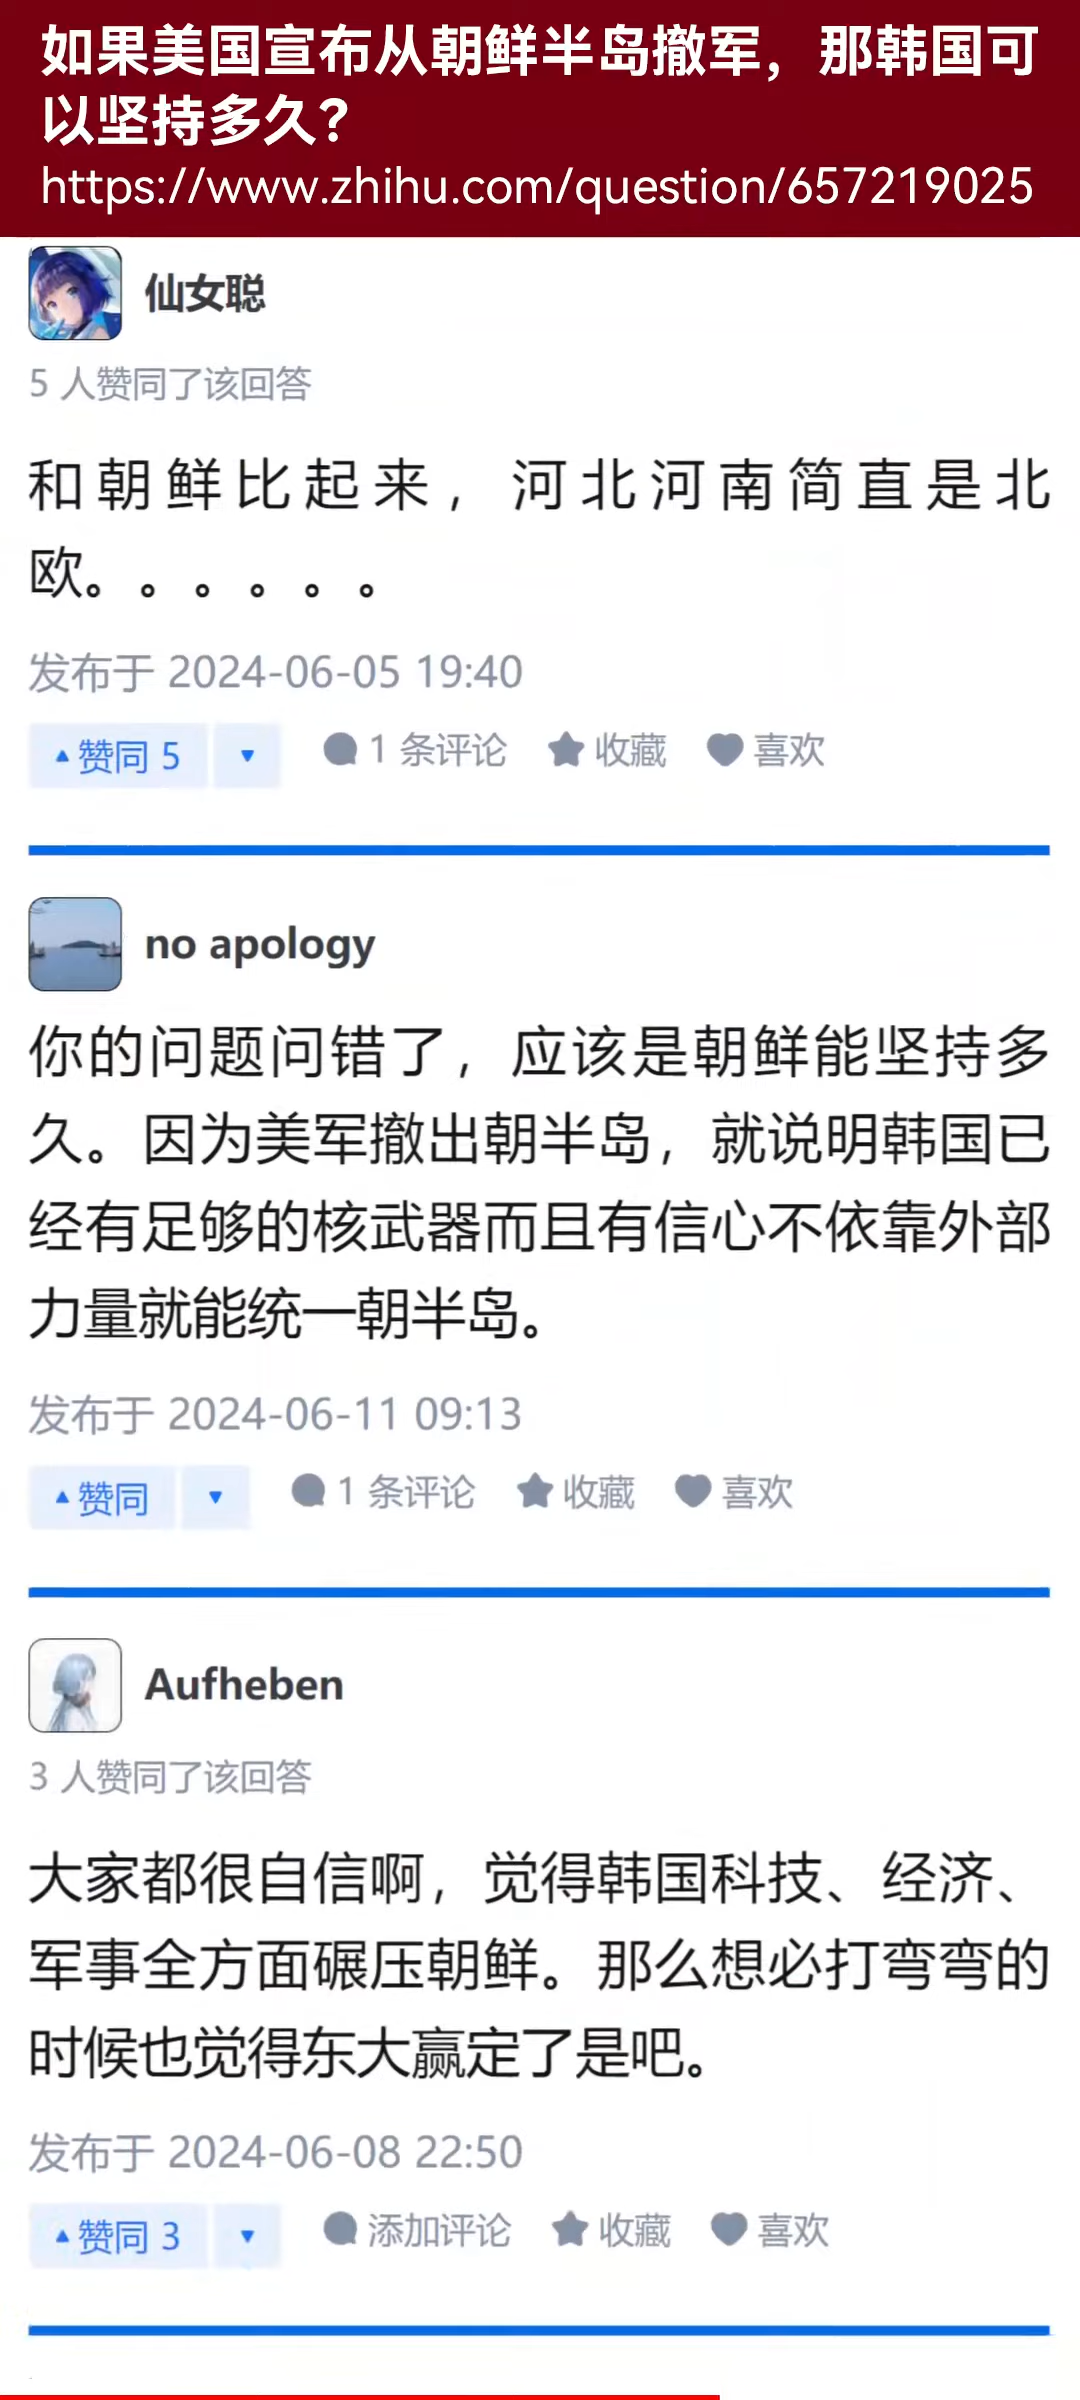 如果美国宣布从朝鲜半岛撤军，那韩国可
以坚持多久？
https://www.zhihu.com/question/657219025
仙女聪
5 人赞同了该回答
和朝鲜比起来，河北河南简直是北
欧。。。。。。
发布于 2024-06-05 19:40
赞同 5 1 条评论 收藏 喜欢
no apology
你的问题问错了，应该是朝鲜能坚持多
久。因为美军撤出朝半岛，就说明韩国已
经有足够的核武器而且有信心不依靠外部
力量就能统一朝半岛。
发布于 2024-06-11 09:13
赞同 1 条评论 收藏 喜欢
Aufheben
3 人赞同了该回答
大家都很自信啊，觉得韩国科技、经济、
军事全方面碾压朝鲜。那么想必打弯弯的
时候也觉得东大赢定了是吧。
发布于 2024-06-08 22:50
赞同 3 添加评论 收藏 喜欢